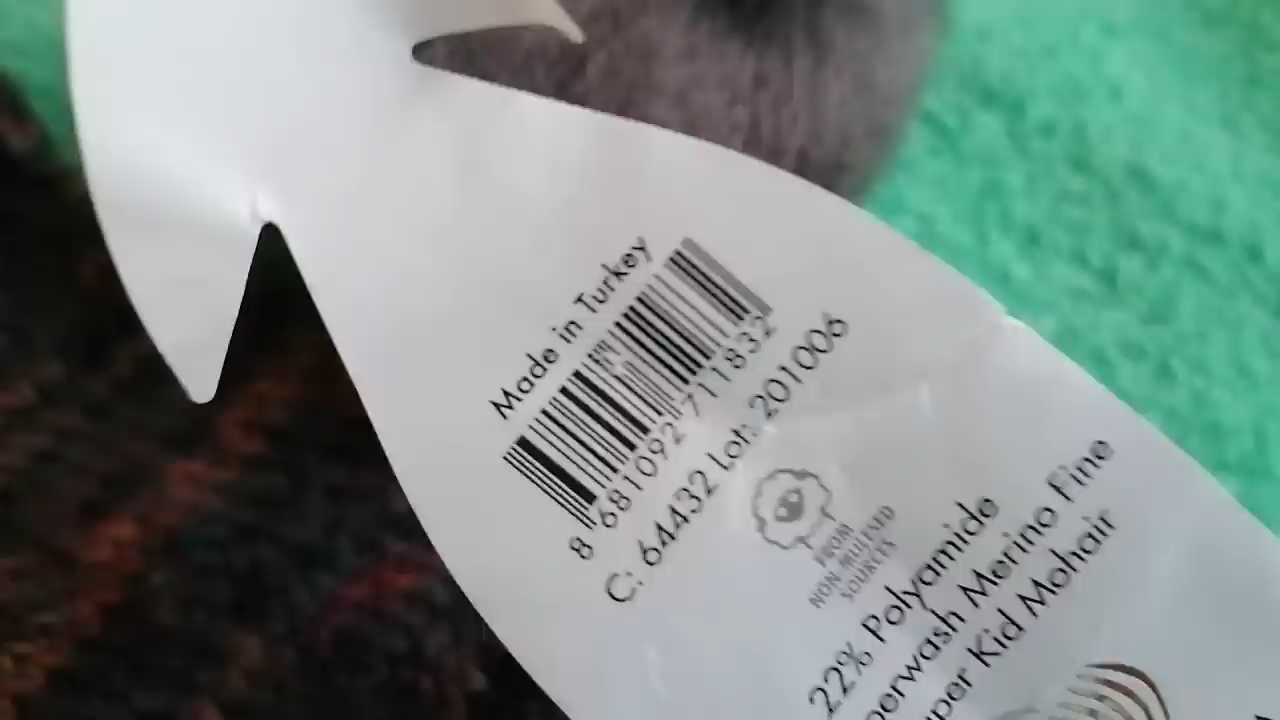 Made in Turkey
8 681092 711832
C: 64432 Lot: 201006
FROM
NON MULESED
SOURCES
22% Polyamide
perwash Merino Fine
per Kid Mohair